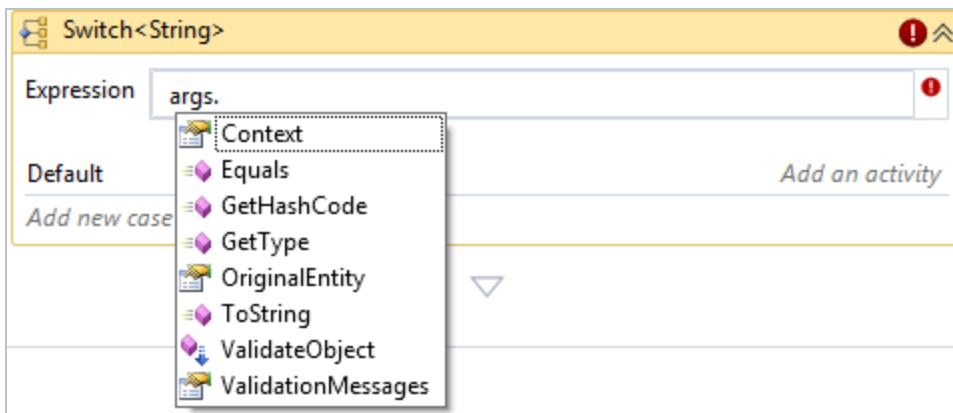 Switch<String>
Expression
args.
Context
Equals
Default
Add an activity
GetHashCode
Add new case
GetType
OriginalEntity
ToString
ValidateObject
ValidationMessages